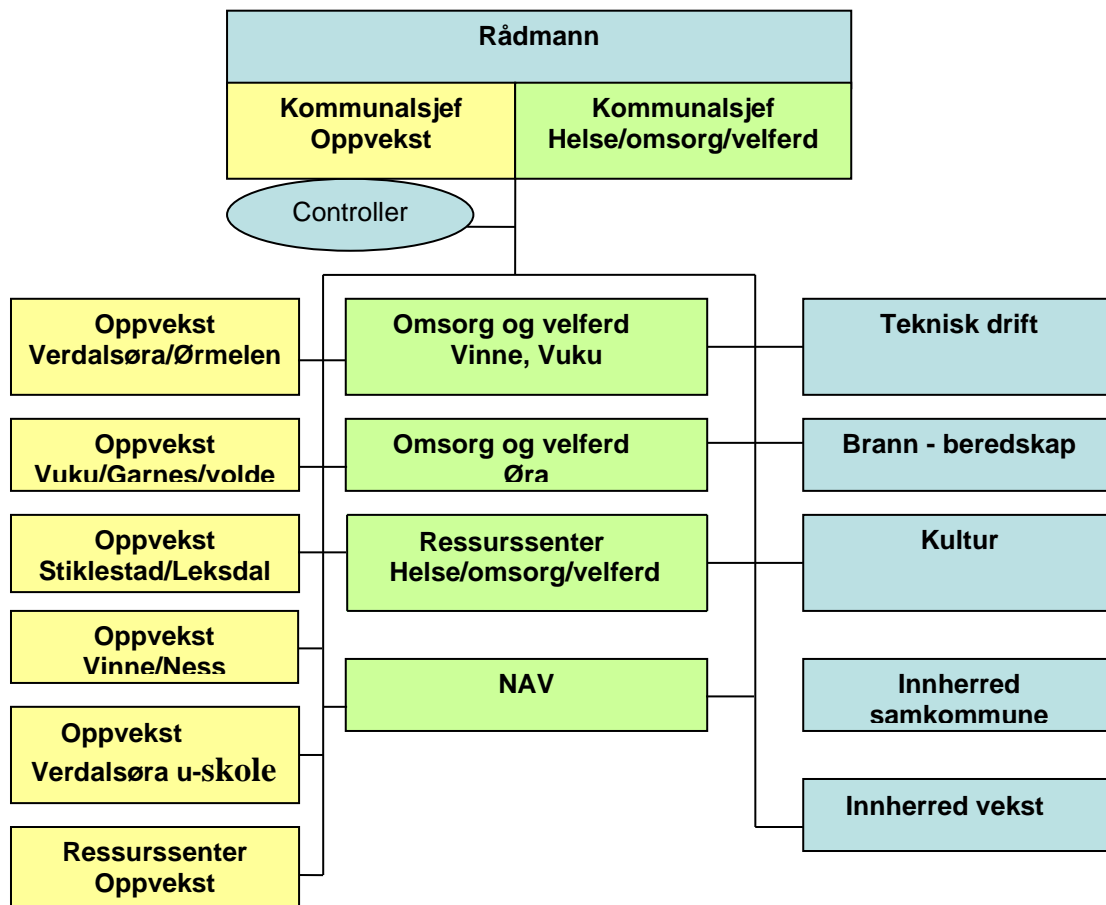 Rådmann
Kommunalsjef
Oppvekst
Kommunalsjef
Helse/omsorg/velferd
Controller
Oppvekst
Verdalsøra/Ørmelen
Oppvekst
Vuku/Garnes/volde
Oppvekst
Stiklestad/Leksdal
Oppvekst
Vinne/Ness
Oppvekst
Verdalsøra u-skole
Ressurssenter
Oppvekst
Omsorg og velferd
Vinne, Vuku
Omsorg og velferd
Øra
Ressurssenter
Helse/omsorg/velferd
NAV
Teknisk drift
Brann - beredskap
Kultur
Innherred
samkommune
Innherred vekst